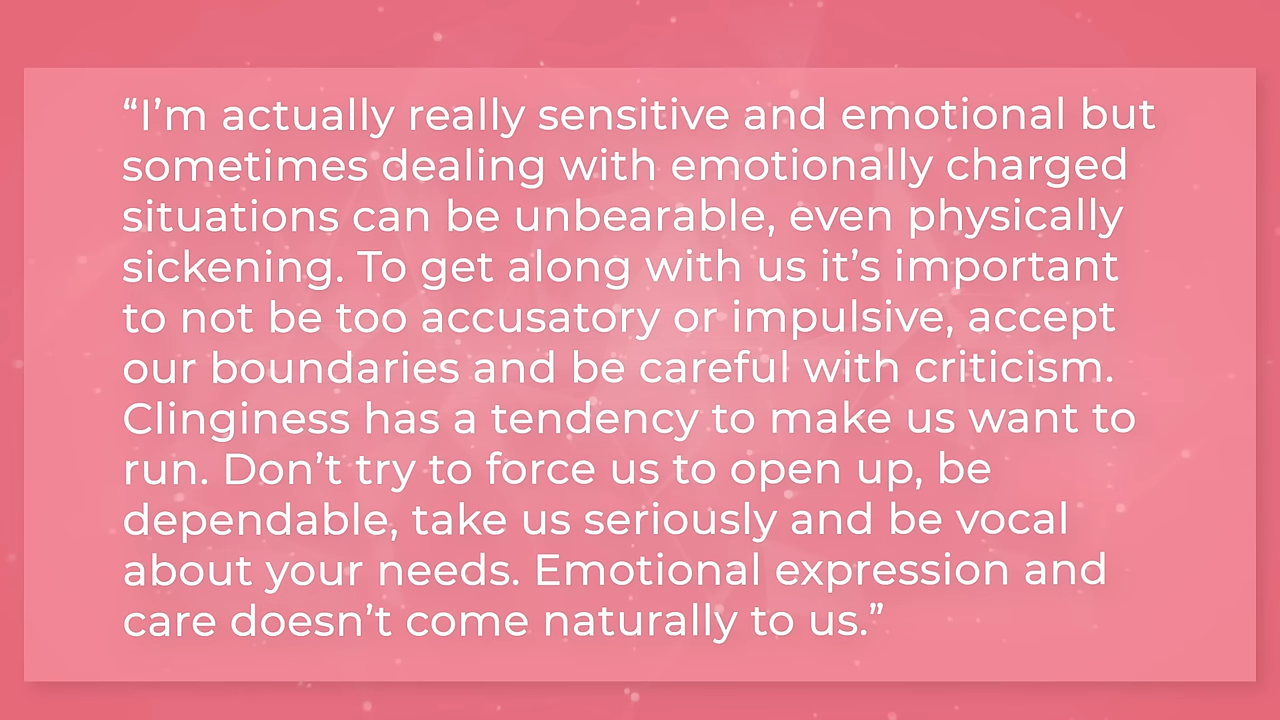 “I’m actually really sensitive and emotional but
sometimes dealing with emotionally charged
situations can be unbearable, even physically
sickening. To get along with us it’s important
to not be too accusatory or impulsive, accept
our boundaries and be careful with criticism.
Clinginess has a tendency to make us want to
run. Don’t try to force us to open up, be
dependable, take us seriously and be vocal
about your needs. Emotional expression and
care doesn’t come naturally to us.”